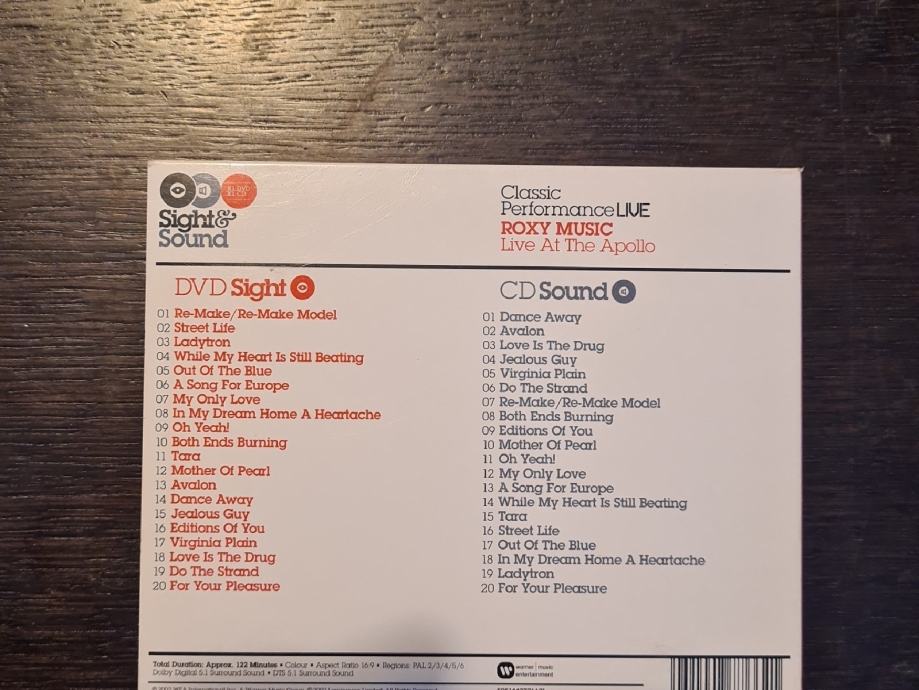 X1 DVD
X1 CD
Sight&
Sound
Classic
Performance LIVE
ROXY MUSIC
Live At The Apollo
DVD Sight
01 Re-Make/Re-Make Model
02 Street Life
03 Ladytron
04 While My Heart Is Still Beating
05 Out Of The Blue
06 A Song For Europe
07 My Only Love
08 In My Dream Home A Heartache
09 Oh Yeah!
10 Both Ends Burning
11 Tara
12 Mother Of Pearl
13 Avalon
14 Dance Away
15 Jealous Guy
16 Editions Of You
17 Virginia Plain
18 Love Is The Drug
19 Do The Strand
20 For Your Pleasure
CD Sound
01 Dance Away
02 Avalon
03 Love Is The Drug
04 Jealous Guy
05 Virginia Plain
06 Do The Strand
07 Re-Make/Re-Make Model
08 Both Ends Burning
09 Editions Of You
10 Mother Of Pearl
11 Oh Yeah!
12 My Only Love
13 A Song For Europe
14 While My Heart Is Still Beating
15 Tara
16 Street Life
17 Out Of The Blue
18 In My Dream Home A Heartache
19 Ladytron
20 For Your Pleasure
Total Duration: Approx. 122 Minutes • Colour • Aspect Ratio 16:9 • Regions: PAL 2/3/4/5/6
Dolby Digital 5.1 Surround Sound • DTS 5.1 Surround Sound
warner music
entertainment